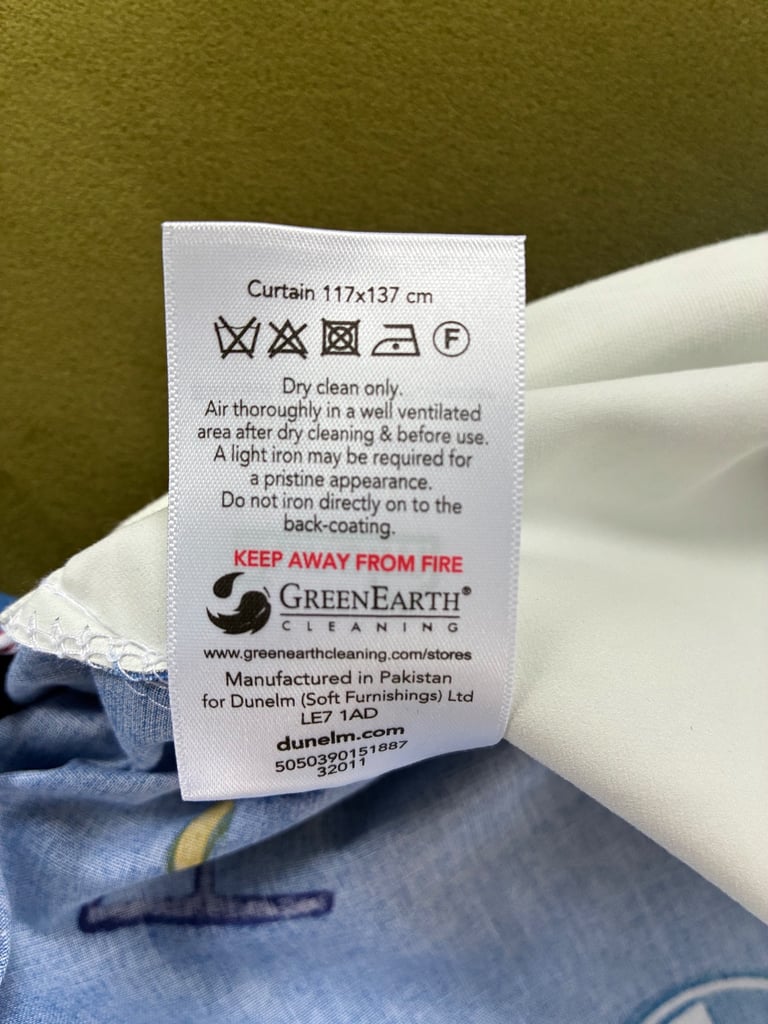 Curtain 117x137 cm
F
Dry clean only.
Air thoroughly in a well ventilated
area after dry cleaning & before use.
A light iron may be required for
a pristine appearance.
Do not iron directly on to the
back-coating.
KEEP AWAY FROM FIRE
GREENEARTH®
CLEANING
www.greenearthcleaning.com/stores
Manufactured in Pakistan
for Dunelm (Soft Furnishings) Ltd
LE7 1AD
dunelm.com
5050390151887
32011